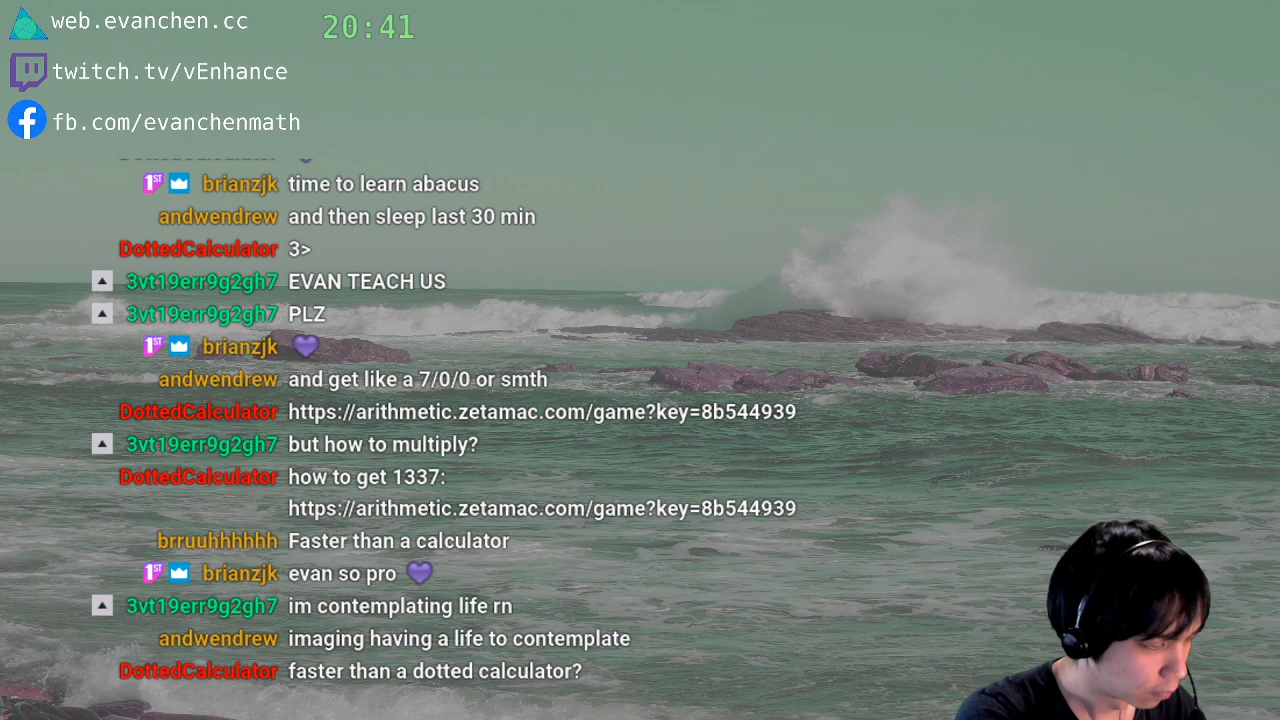 web.evanchen.cc
20:41
twitch.tv/vEnhance
fb.com/evanchenmath
1ST brianzjk time to learn abacus
andwendrew and then sleep last 30 min
DottedCalculator 3>
3vt19err9g2gh7 EVAN TEACH US
3vt19err9g2gh7 PLZ
1ST brianzjk 💜
andwendrew and get like a 7/0/0 or smth
DottedCalculator https://arithmetic.zetamac.com/game?key=8b544939
3vt19err9g2gh7 but how to multiply?
DottedCalculator how to get 1337:
https://arithmetic.zetamac.com/game?key=8b544939
brruuhhhhhh Faster than a calculator
1ST brianzjk evan so pro 💜
3vt19err9g2gh7 im contemplating life rn
andwendrew imaging having a life to contemplate
DottedCalculator faster than a dotted calculator?